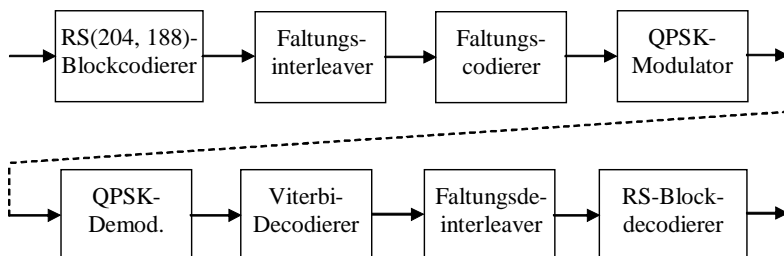 RS(204, 188)-
Blockcodierer
Faltungs
interleaver
Faltungs-
codierer
QPSK-
Modulator
QPSK-
Demod.
Viterbi-
Decodierer
Faltungsde-
interleaver
RS-Block-
decodierer